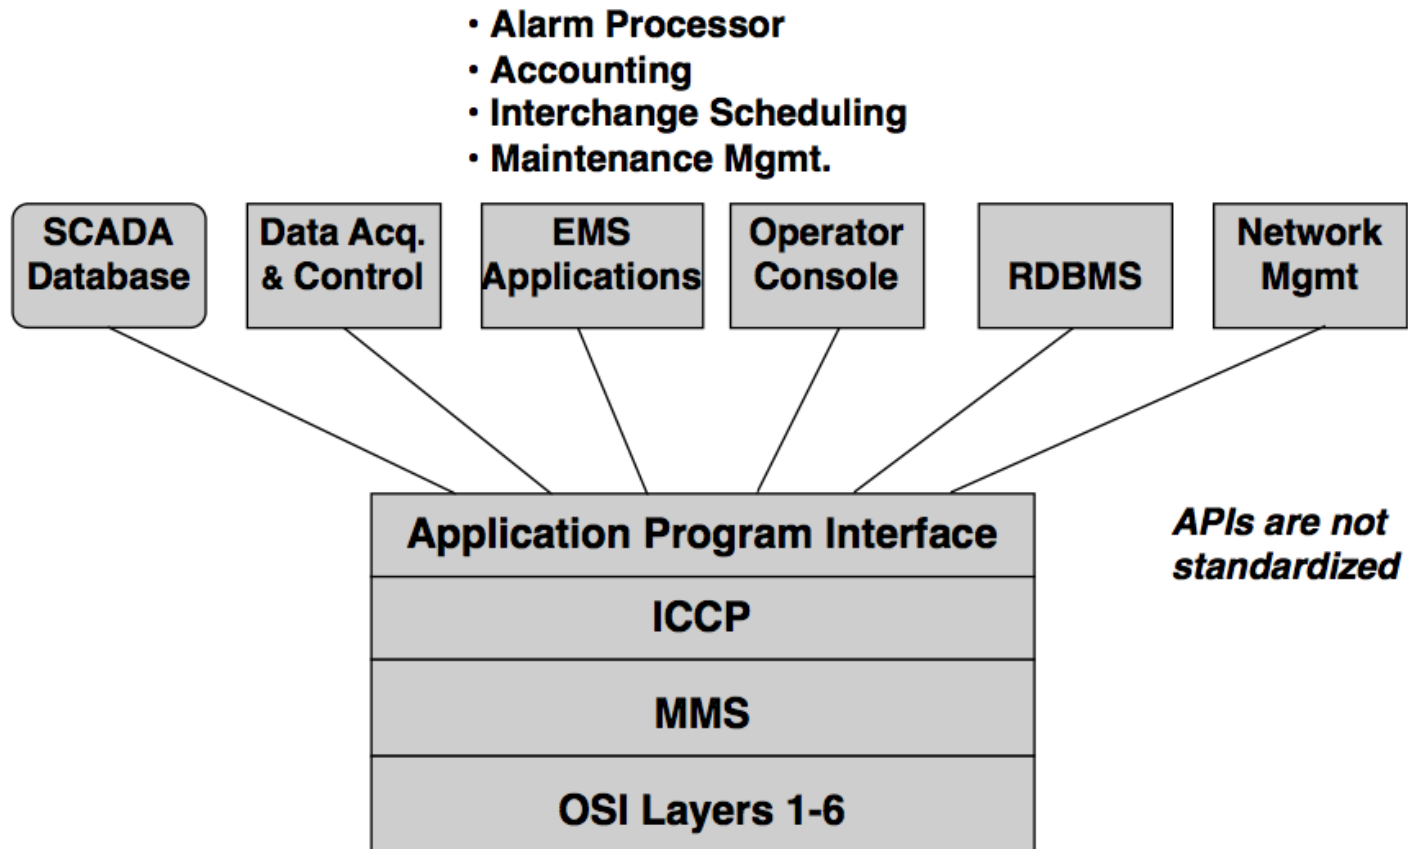 · Alarm Processor
· Accounting
· Interchange Scheduling
· Maintenance Mgmt.
SCADA
Database
Data Acq.
& Control
EMS
Applications
Operator
Console
RDBMS
Network
Mgmt
Application Program Interface
APIs are not
standardized
ICCP
MMS
OSI Layers 1-6